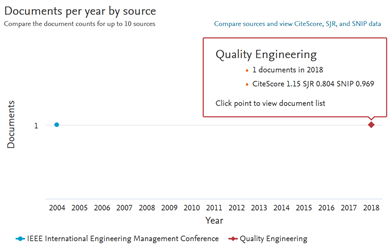 Documents per year by source
Compare the document counts for up to 10 sources
Compare sources and view CiteScore, SJR, and SNIP data
Quality Engineering
1 documents in 2018
CiteScore 1.15 SJR 0.804 SNIP 0.969
Click point to view document list
Documents
1
2004 2005 2006 2007 2008 2009 2010 2011 2012 2013 2014 2015 2016 2017 2018
Year
IEEE International Engineering Management Conference
Quality Engineering